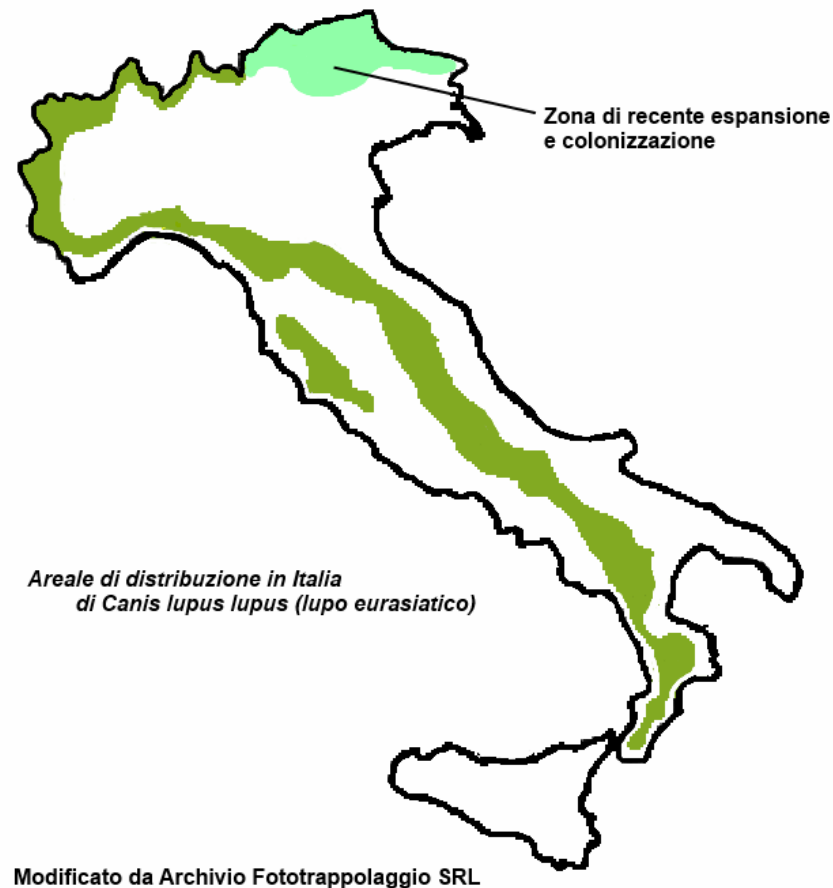 Zona di recente espansione
e colonizzazione
Areale di distribuzione in Italia
di Canis lupus lupus (lupo eurasiatico)
Modificato da Archivio Fototrappolaggio SRL